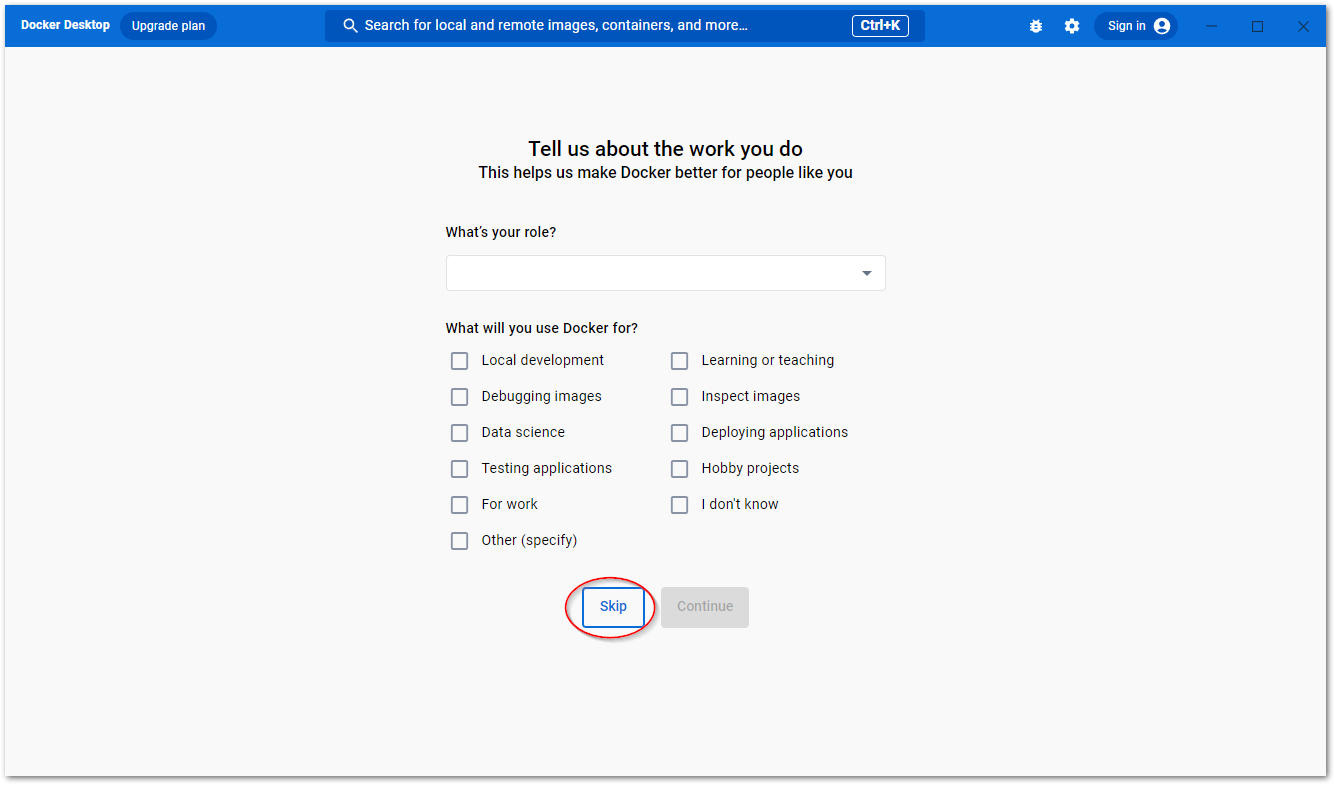 Docker Desktop Upgrade plan Search for local and remote images, containers, and more... Ctrl+K Sign in
Tell us about the work you do
This helps us make Docker better for people like you
What's your role?
What will you use Docker for?
Local development Learning or teaching
Debugging images Inspect images
Data science Deploying applications
Testing applications Hobby projects
For work I don't know
Other (specify)
Skip Continue